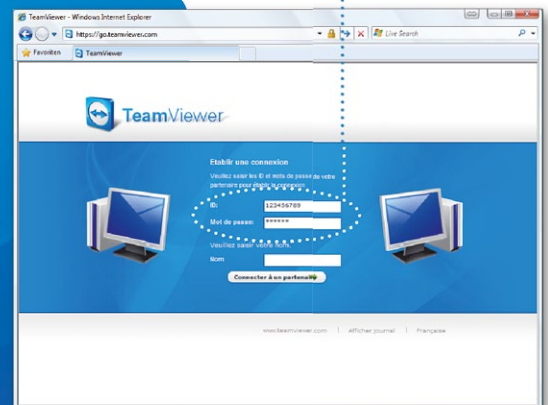 TeamViewer - Windows Internet Explorer
https://go.teamviewer.com
Live Search
Favoriten
TeamViewer
TeamViewer
Etablir une connexion
Veuillez saisir les ID et mots de passe de votre
partenaire pour établir la connexion
ID:
123456789
Mot de passe:
******
Veuillez saisir votre nom.
Nom
Connecter à un partenaire
www.teamviewer.com | Afficher journal | Française